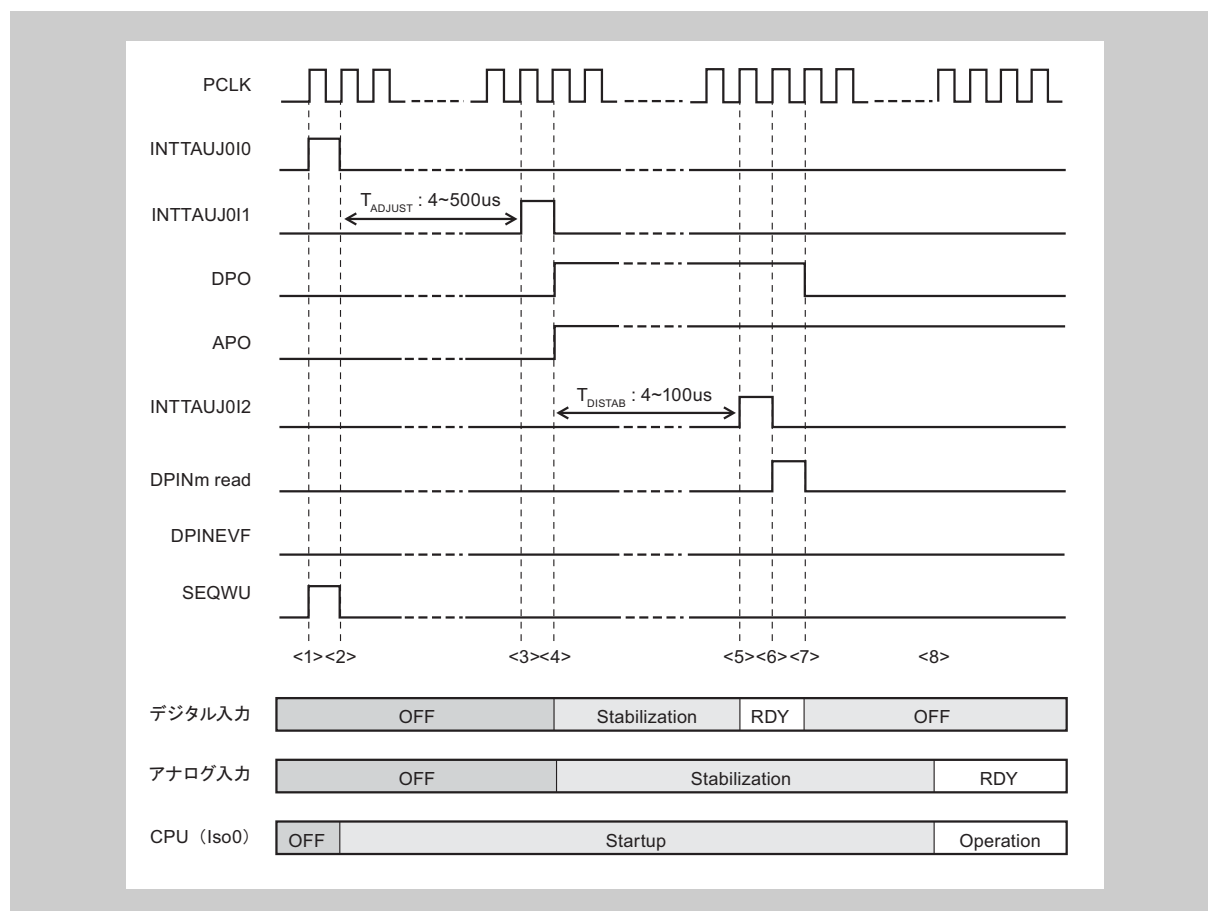 PCLK
INTTAUJ0I0
INTTAUJ0I1
TADJUST : 4~500us
DPO
APO
INTTAUJ0I2
TDISTAB : 4~100us
DPINm read
DPINEVF
SEQWU
<1><2> <3><4> <5><6><7> <8>
デジタル入力 OFF Stabilization RDY OFF
アナログ入力 OFF Stabilization RDY
CPU（Iso0） OFF Startup Operation